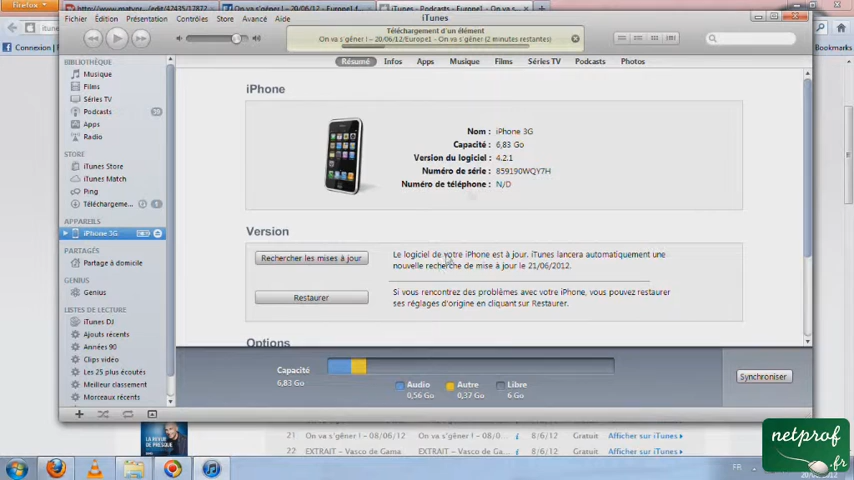 Firefox
Fichier Édition Présentation Contrôles Store Avancé Aide
iTunes
Téléchargement d'un élément
On va s'gêner ! – 20/06/12/Europe1 - On va s'gêner (2 minutes restantes)
Marks
Bookmarks
Résumé Infos Apps Musique Films Séries TV Podcasts Photos
BIBLIOTHÈQUE
Musique
Films
Séries TV
Podcasts
Apps
Radio
STORE
iTunes Store
iTunes Match
Ping
Téléchargeme...
APPAREILS
iPhone 3G
PARTAGÉS
Partage à domicile
GENIUS
Genius
LISTES DE LECTURE
iTunes DJ
Ajouts récents
Années 90
Clips vidéo
Les 25 plus écoutés
Meilleur classement
Morceaux récents
iPhone
Nom : iPhone 3G
Capacité : 6,83 Go
Version du logiciel : 4.2.1
Numéro de série : 859190WQY7H
Numéro de téléphone : N/D
Version
Rechercher les mises à jour
Le logiciel de votre iPhone est à jour. iTunes lancera automatiquement une
nouvelle recherche de mise à jour le 21/06/2012.
Restaurer
Si vous rencontrez des problèmes avec votre iPhone, vous pouvez restaurer
ses réglages d'origine en cliquant sur Restaurer.
Options
Capacité
6,83 Go
Audio
0,56 Go
Autre
0,37 Go
Libre
6 Go
Synchroniser
LA REVUE
DE PRESQUE
21 On va s'gêner ! – 08/06/12 On va s'gêner ! – 08/0... 8/6/12 Gratuit Afficher sur iTunes
22 EXTRAIT – Vasco de Gama 8/6/12 Gratuit Afficher sur iTunes
FR
netprof
.fr